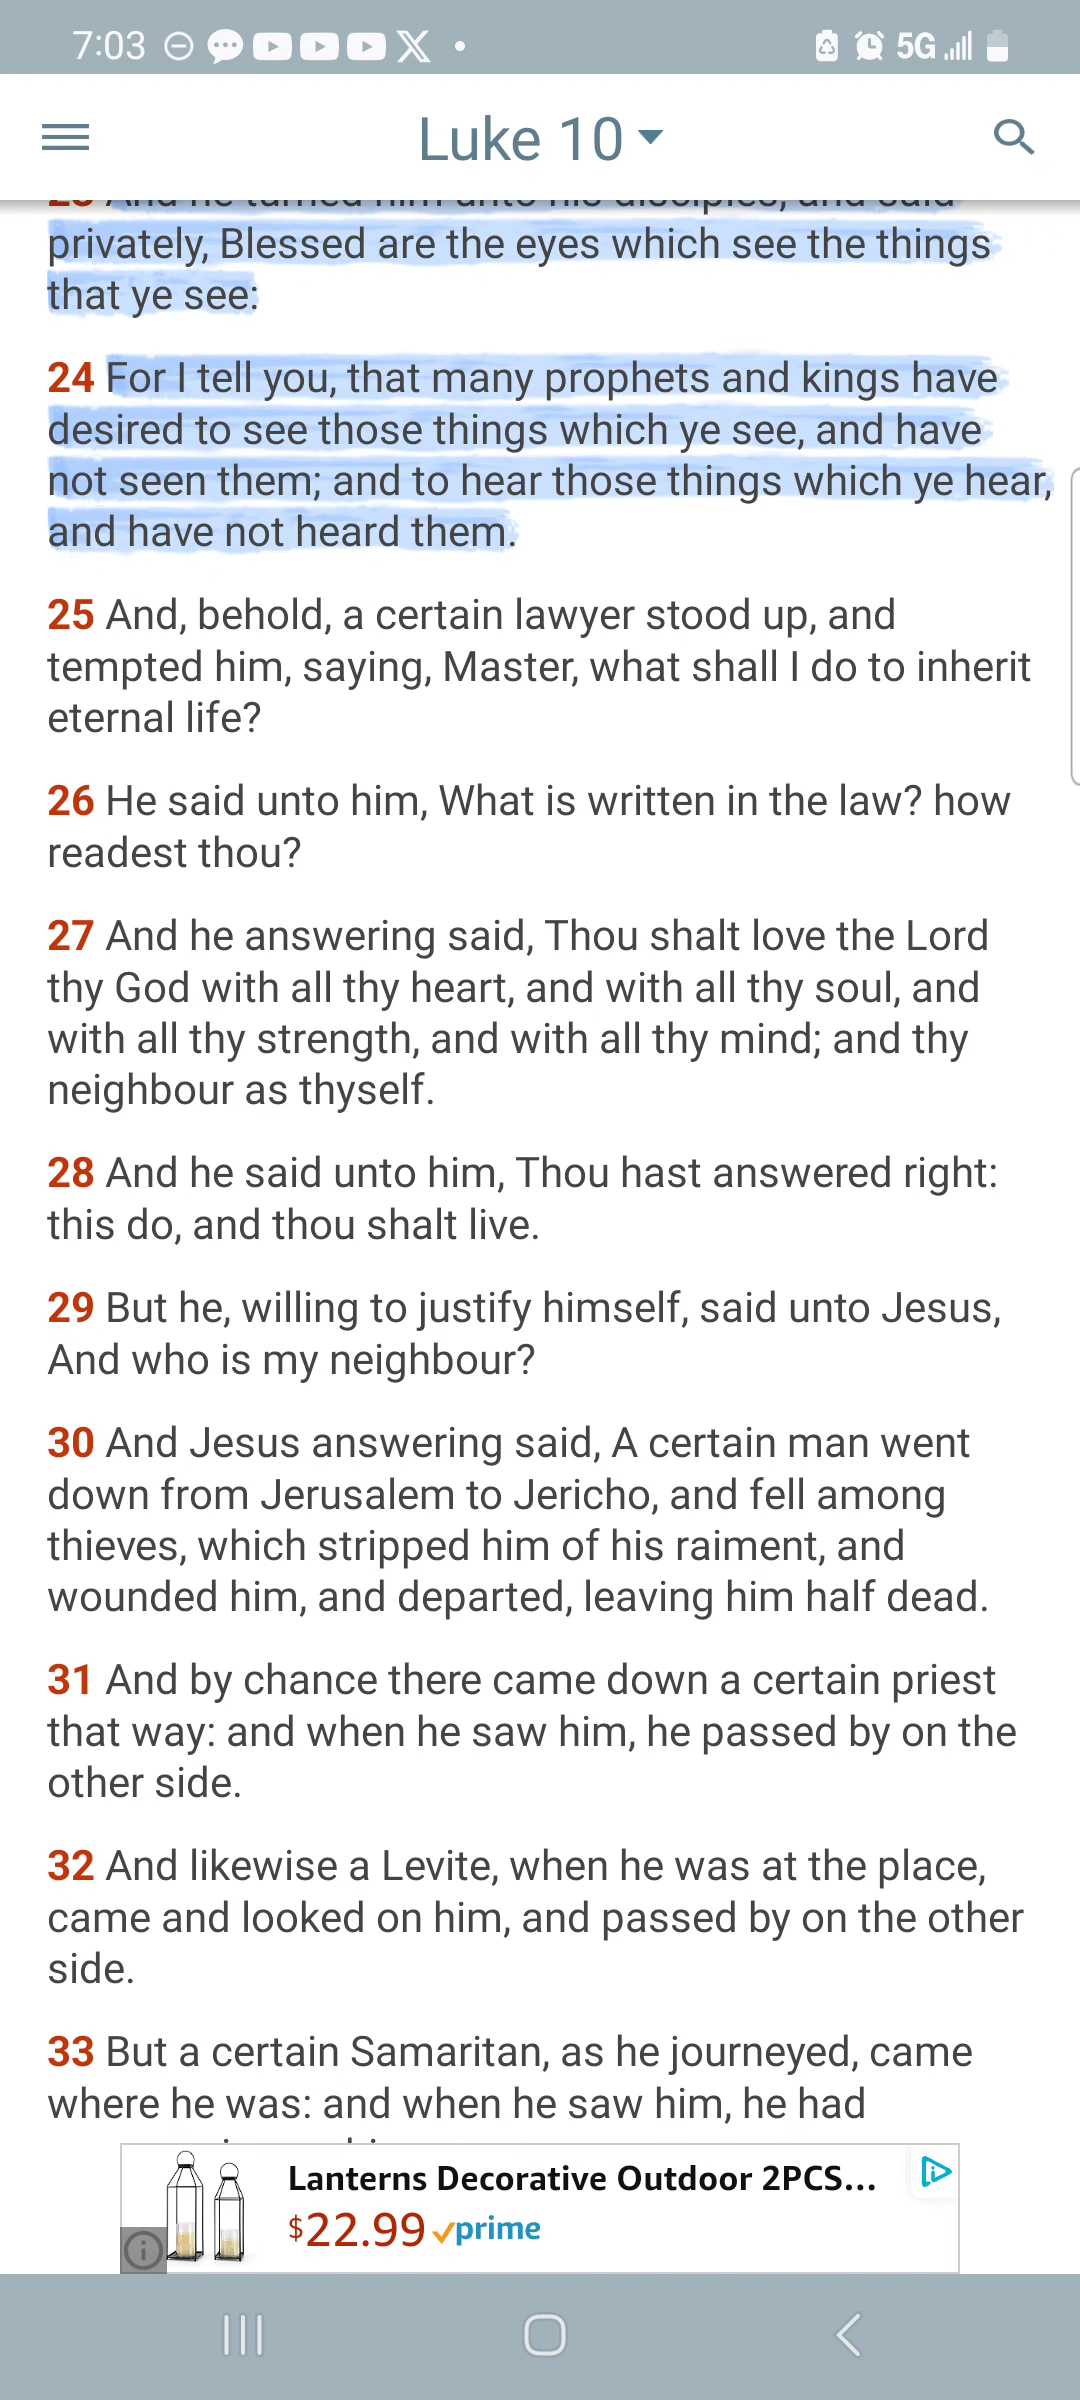 7:03
5G
Luke 10
privately, Blessed are the eyes which see the things
that ye see:
24 For I tell you, that many prophets and kings have
desired to see those things which ye see, and have
not seen them; and to hear those things which ye hear,
and have not heard them.
25 And, behold, a certain lawyer stood up, and
tempted him, saying, Master, what shall I do to inherit
eternal life?
26 He said unto him, What is written in the law? how
readest thou?
27 And he answering said, Thou shalt love the Lord
thy God with all thy heart, and with all thy soul, and
with all thy strength, and with all thy mind; and thy
neighbour as thyself.
28 And he said unto him, Thou hast answered right:
this do, and thou shalt live.
29 But he, willing to justify himself, said unto Jesus,
And who is my neighbour?
30 And Jesus answering said, A certain man went
down from Jerusalem to Jericho, and fell among
thieves, which stripped him of his raiment, and
wounded him, and departed, leaving him half dead.
31 And by chance there came down a certain priest
that way: and when he saw him, he passed by on the
other side.
32 And likewise a Levite, when he was at the place,
came and looked on him, and passed by on the other
side.
33 But a certain Samaritan, as he journeyed, came
where he was: and when he saw him, he had
Lanterns Decorative Outdoor 2PCS...
$22.99 prime